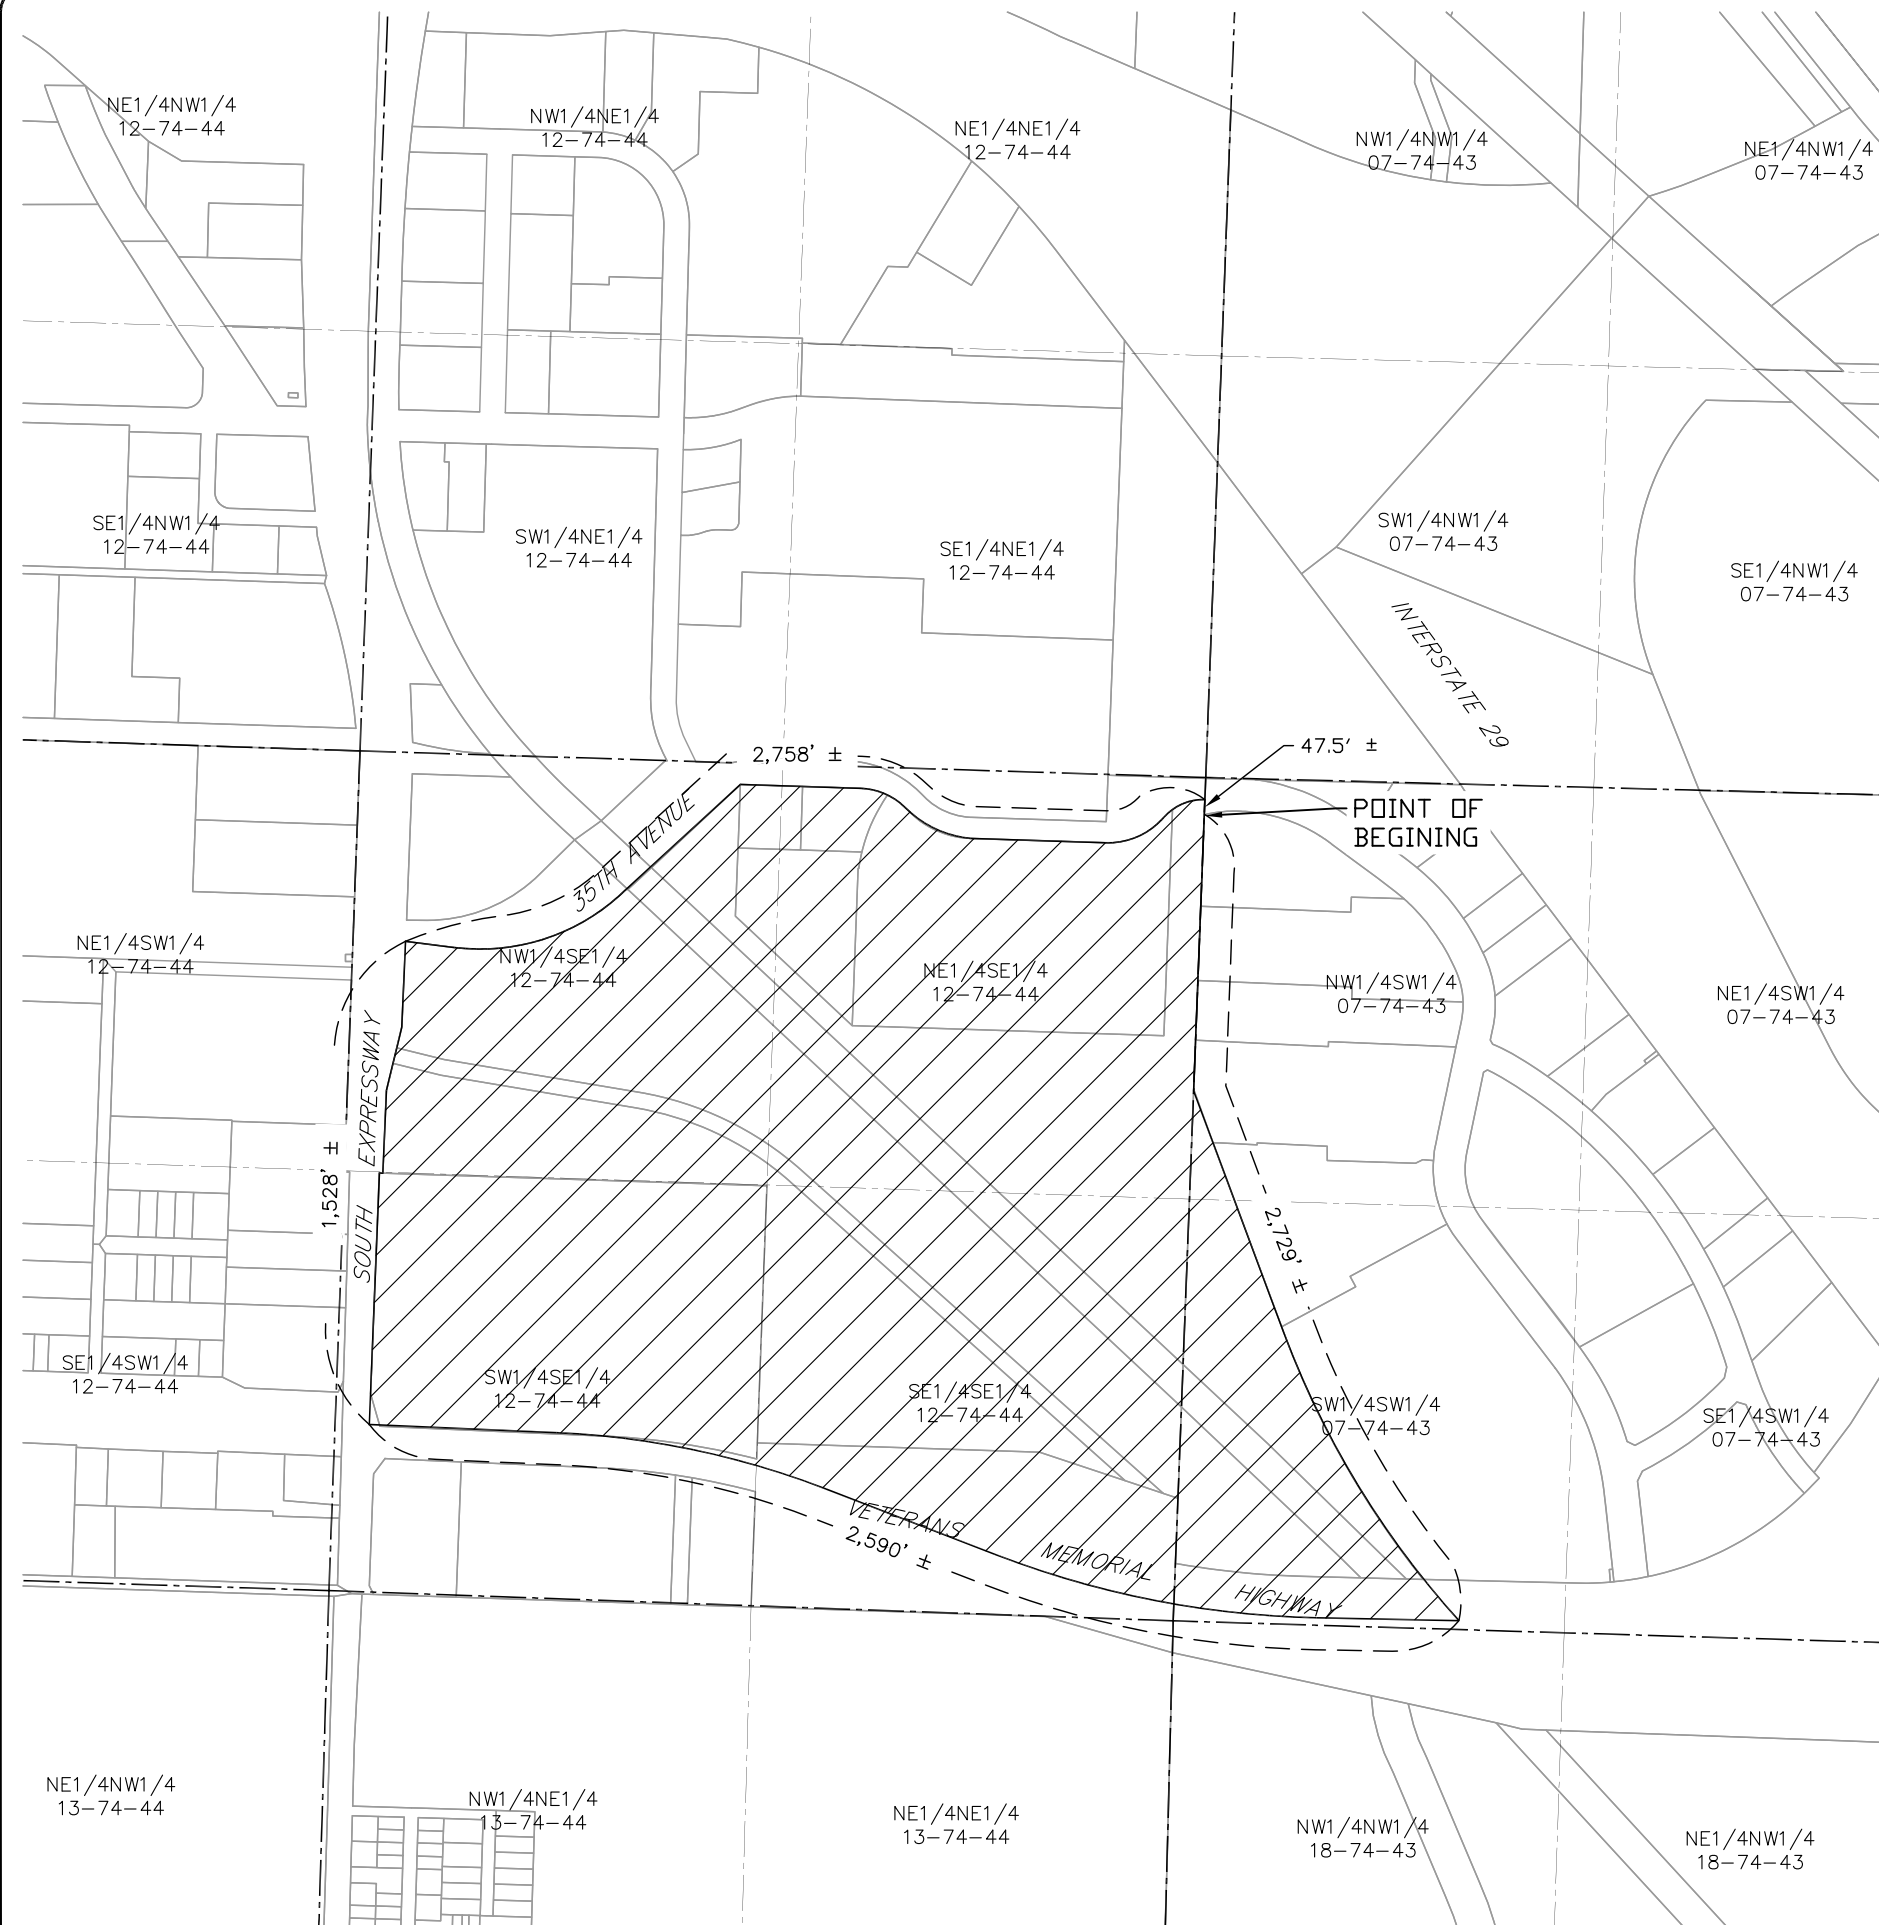 NE1/4NW1/4
12-74-44
NW1/4NE1/4
12-74-44
NE1/4NE1/4
12-74-44
NW1/4NW1/4
07-74-43
NE1/4NW1/4
07-74-43
SE1/4NW1/4
12-74-44
SW1/4NE1/4
12-74-44
SE1/4NE1/4
12-74-44
SW1/4NW1/4
07-74-43
SE1/4NW1/4
07-74-43
INTERSTATE 29
2,758' ±
47.5' ±
POINT OF
BEGINING
35TH AVENUE
NE1/4SW1/4
12-74-44
NW1/4SE1/4
12-74-44
NE1/4SE1/4
12-74-44
NW1/4SW1/4
07-74-43
NE1/4SW1/4
07-74-43
SOUTH EXPRESSWAY
1,528' ±
2,729' ±
SE1/4SW1/4
12-74-44
SW1/4SE1/4
12-74-44
SE1/4SE1/4
12-74-44
SW1/4SW1/4
07-74-43
SE1/4SW1/4
07-74-43
VETERANS MEMORIAL HIGHWAY
2,590' ±
NE1/4NW1/4
13-74-44
NW1/4NE1/4
13-74-44
NE1/4NE1/4
13-74-44
NW1/4NW1/4
18-74-43
NE1/4NW1/4
18-74-43